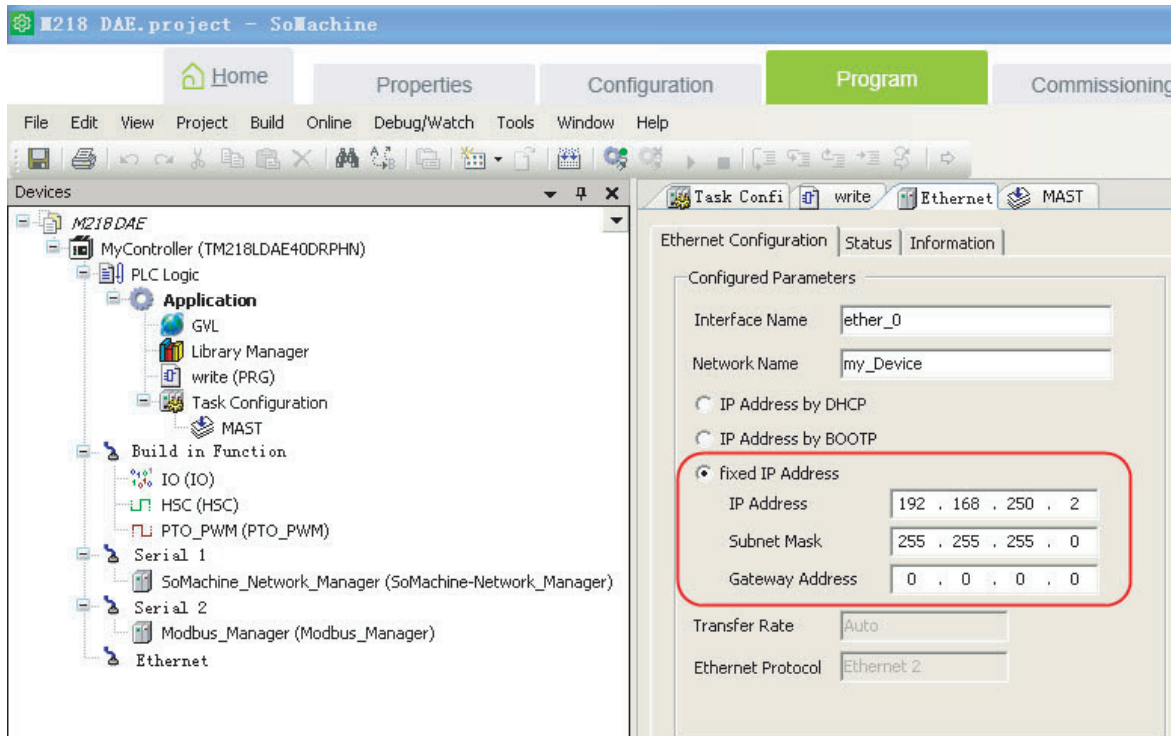 M218 DAE.project - SoMachine
Home Properties Configuration Program Commissioning
File Edit View Project Build Online Debug/Watch Tools Window Help
Devices
M218 DAE
MyController (TM218LDAE40DRPHN)
PLC Logic
Application
GVL
Library Manager
write (PRG)
Task Configuration
MAST
Build in Function
IO (IO)
HSC (HSC)
PTO_PWM (PTO_PWM)
Serial 1
SoMachine_Network_Manager (SoMachine-Network_Manager)
Serial 2
Modbus_Manager (Modbus_Manager)
Ethernet
Task Confi write Ethernet MAST
Ethernet Configuration Status Information
Configured Parameters
Interface Name ether_0
Network Name my_Device
IP Address by DHCP
IP Address by BOOTP
fixed IP Address
IP Address 192 . 168 . 250 . 2
Subnet Mask 255 . 255 . 255 . 0
Gateway Address 0 . 0 . 0 . 0
Transfer Rate Auto
Ethernet Protocol Ethernet 2